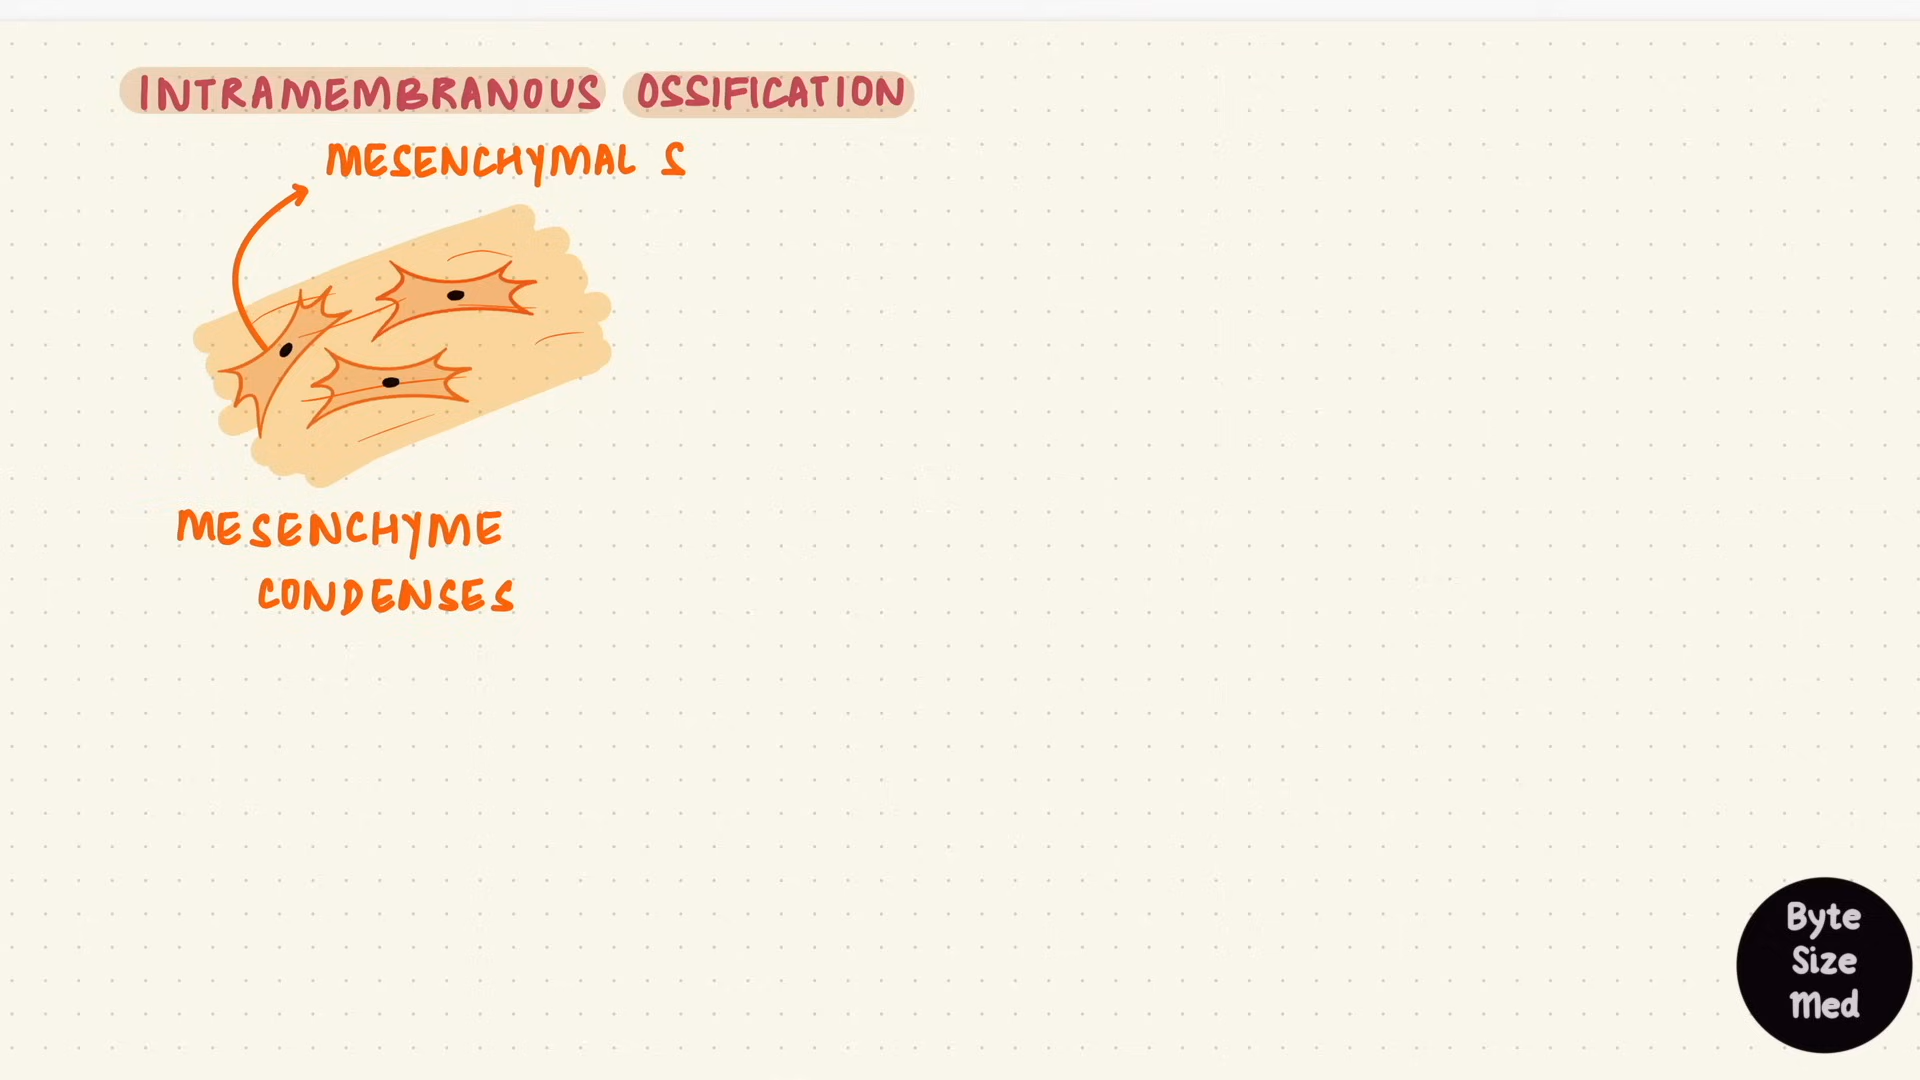 INTRAMEMBRANOUS OSSIFICATION
MESENCHYMAL S
MESENCHYME
CONDENSES
Byte
Size
Med